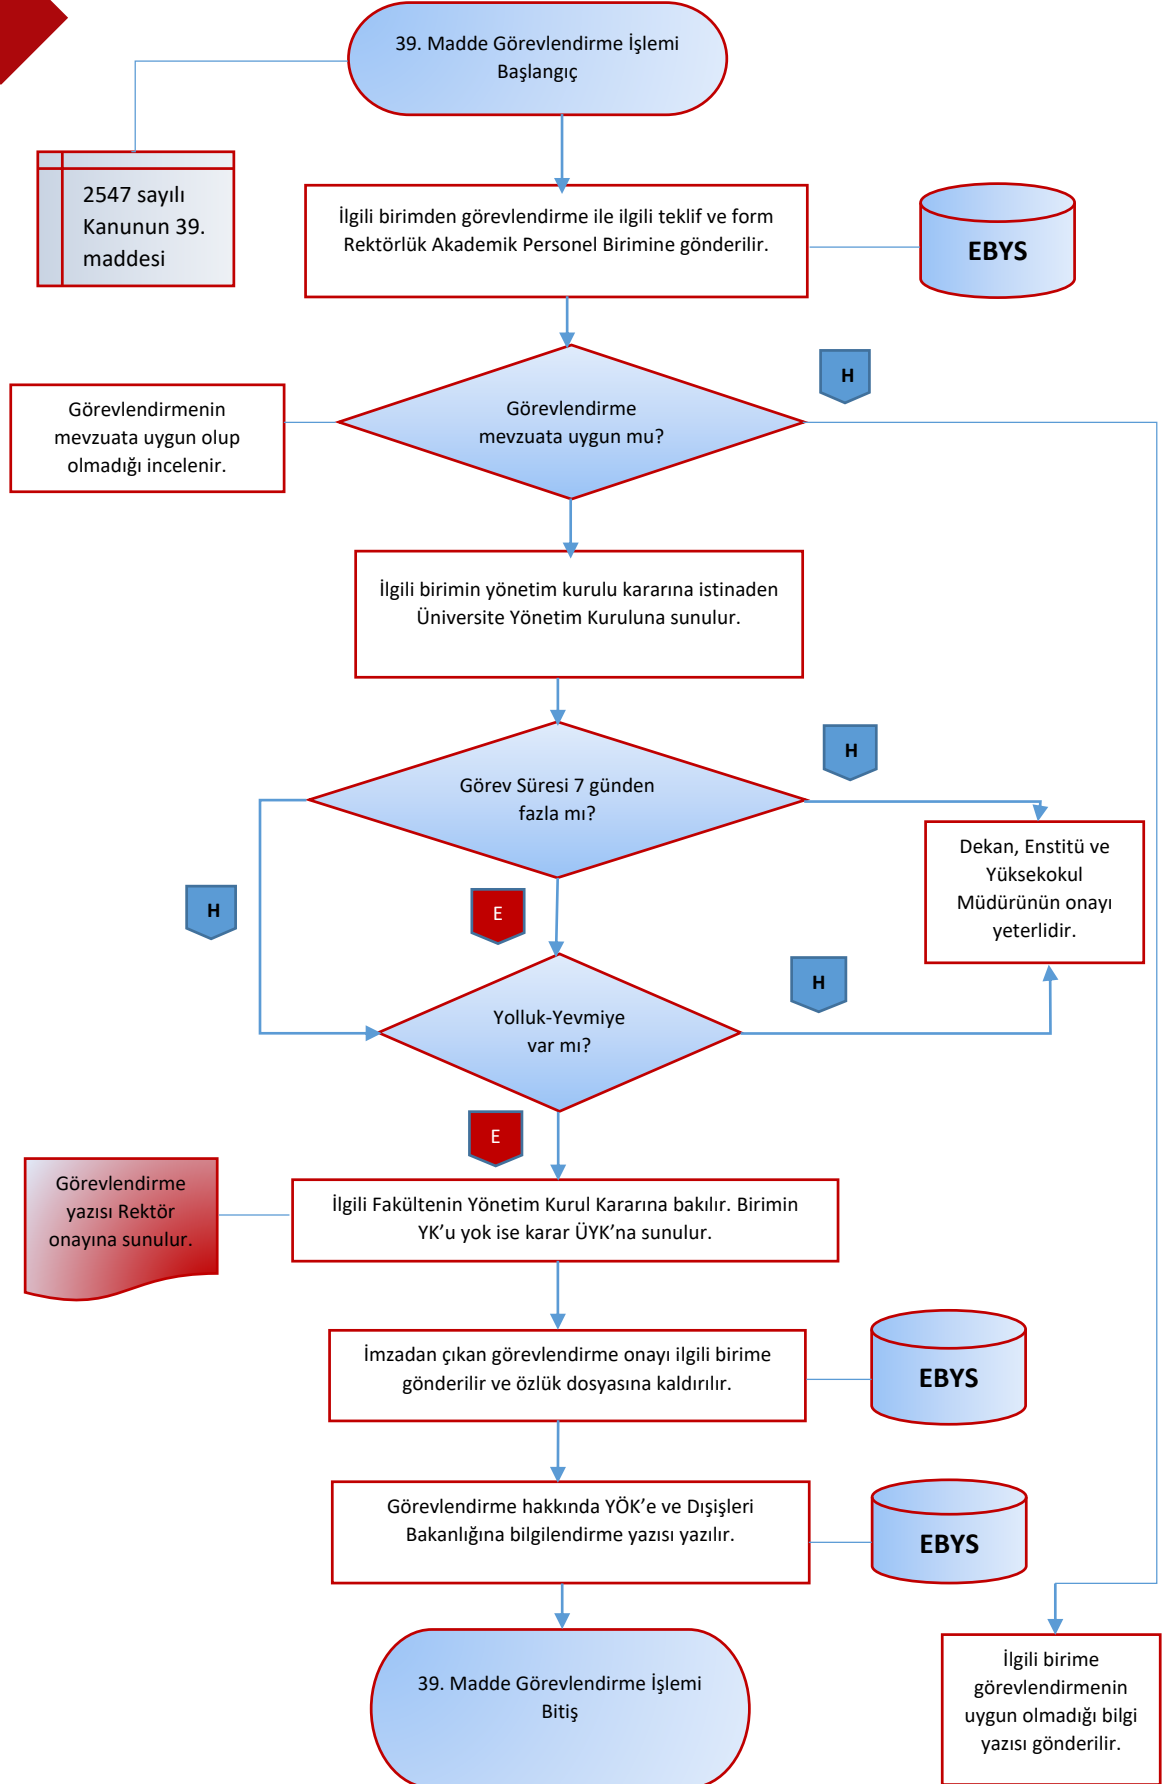 39. Madde Görevlendirme İşlemi
Başlangıç
2547 sayılı
Kanunun 39.
maddesi
İlgili birimden görevlendirme ile ilgili teklif ve form
Rektörlük Akademik Personel Birimine gönderilir.
EBYS
H
Görevlendirmenin
mevzuata uygun olup
olmadığı incelenir.
Görevlendirme
mevzuata uygun mu?
İlgili birimin yönetim kurulu kararına istinaden
Üniversite Yönetim Kuruluna sunulur.
Görev Süresi 7 günden
fazla mı?
H
Dekan, Enstitü ve
Yüksekokul
Müdürünün onayı
yeterlidir.
H
E
Yolluk-Yevmiye
var mı?
H
E
Görevlendirme
yazısı Rektör
onayına sunulur.
İlgili Fakültenin Yönetim Kurul Kararına bakılır. Birimin
YK’u yok ise karar ÜYK’na sunulur.
İmzadan çıkan görevlendirme onayı ilgili birime
gönderilir ve özlük dosyasına kaldırılır.
EBYS
Görevlendirme hakkında YÖK’e ve Dışişleri
Bakanlığına bilgilendirme yazısı yazılır.
EBYS
39. Madde Görevlendirme İşlemi
Bitiş
İlgili birime
görevlendirmenin
uygun olmadığı bilgi
yazısı gönderilir.